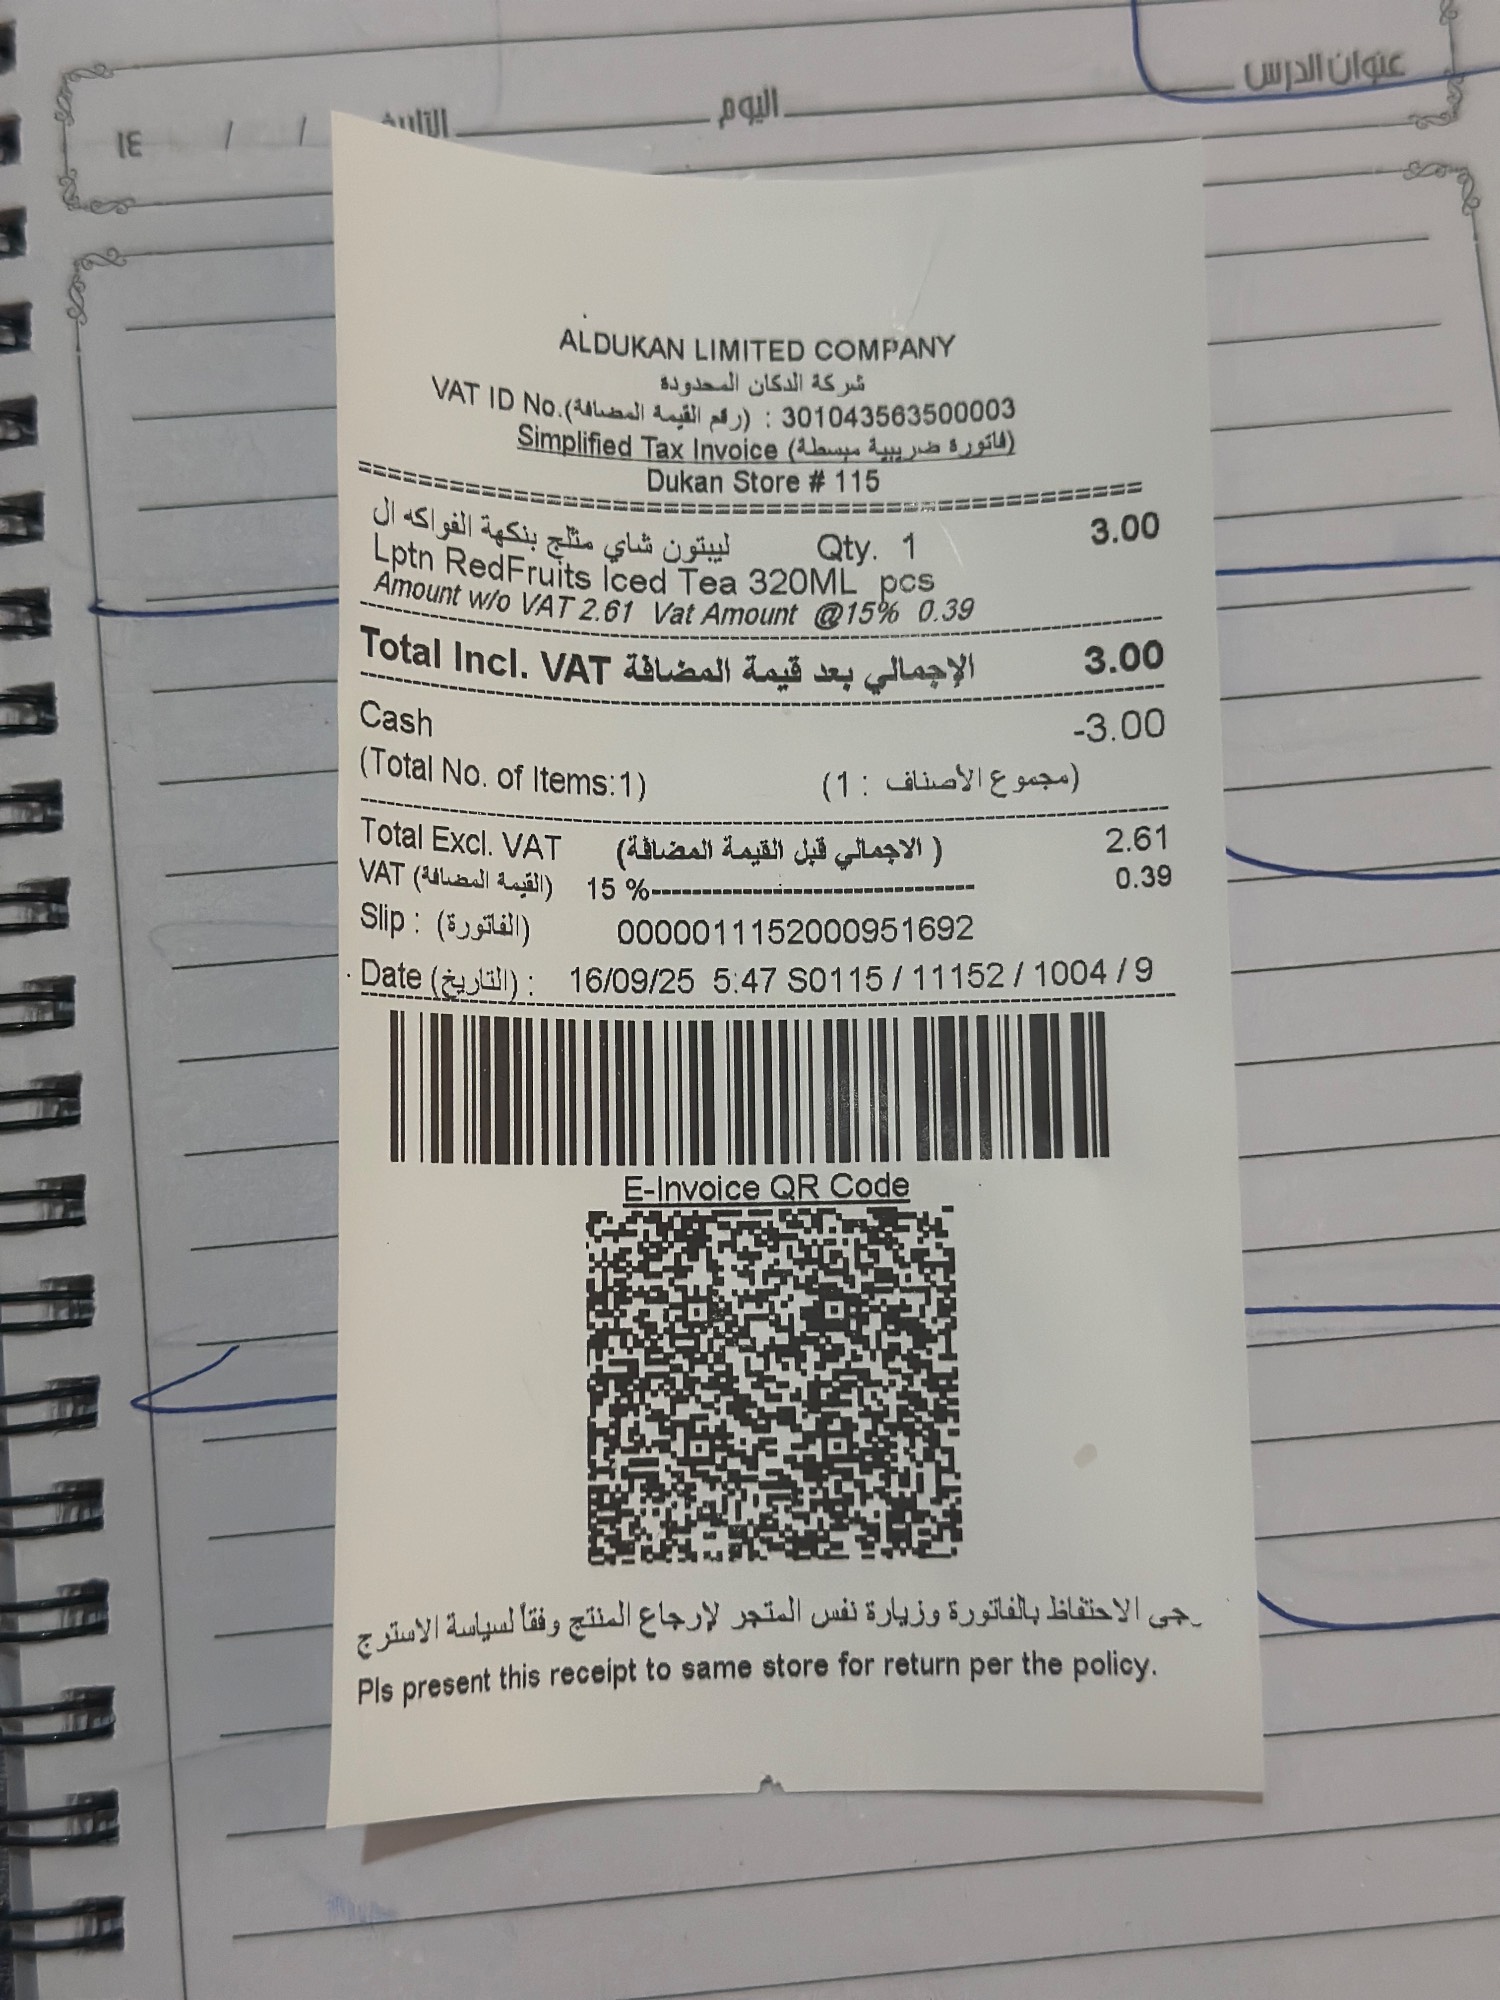 عنوان الدرس اليوم / / ١٤
ALDUKAN LIMITED COMPANY
شركة الدكان المحدودة
VAT ID No.(رقم القيمة المضافة) : 301043563500003
Simplified Tax Invoice (فاتورة ضريبية مبسطة)
Dukan Store # 115
ليبتون شاي مثلج بنكهة الفواكه ال Qty. 1 3.00
Lptn RedFruits Iced Tea 320ML pcs
Amount w/o VAT 2.61 Vat Amount @15% 0.39
Total Incl. VAT الإجمالي بعد قيمة المضافة 3.00
Cash -3.00
(Total No. of Items:1) (مجموع الأصناف : 1)
Total Excl. VAT (الاجمالي قبل القيمة المضافة ) 2.61
VAT (القيمة المضافة) 15 %------------------------------------ 0.39
Slip : (الفاتورة) 0000011152000951692
Date (التاريخ) : 16/09/25 5:47 S0115 / 11152 / 1004 / 9
E-Invoice QR Code
الاحتفاظ بالفاتورة وزيارة نفس المتجر لإرجاع المنتج وفقاً لسياسة الاسترج
Pls present this receipt to same store for return per the policy.